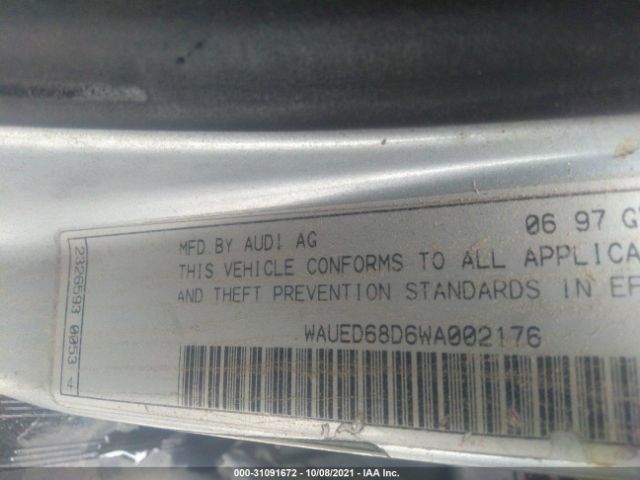 06 97 G
MFD.BY AUDI AG
THIS VEHICLE CONFORMS TO ALL APPLICA
AND THEFT PREVENTION STANDARDS IN EF
WAUED68D6WA002176
2326593 0053 4
000-31091672 - 10/08/2021 - IAA Inc.